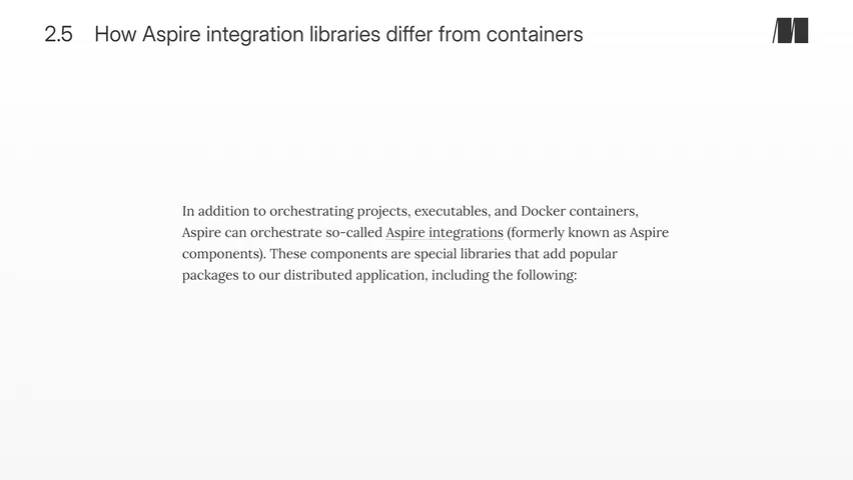 2.5 How Aspire integration libraries differ from containers
In addition to orchestrating projects, executables, and Docker containers,
Aspire can orchestrate so-called Aspire integrations (formerly known as Aspire
components). These components are special libraries that add popular
packages to our distributed application, including the following: